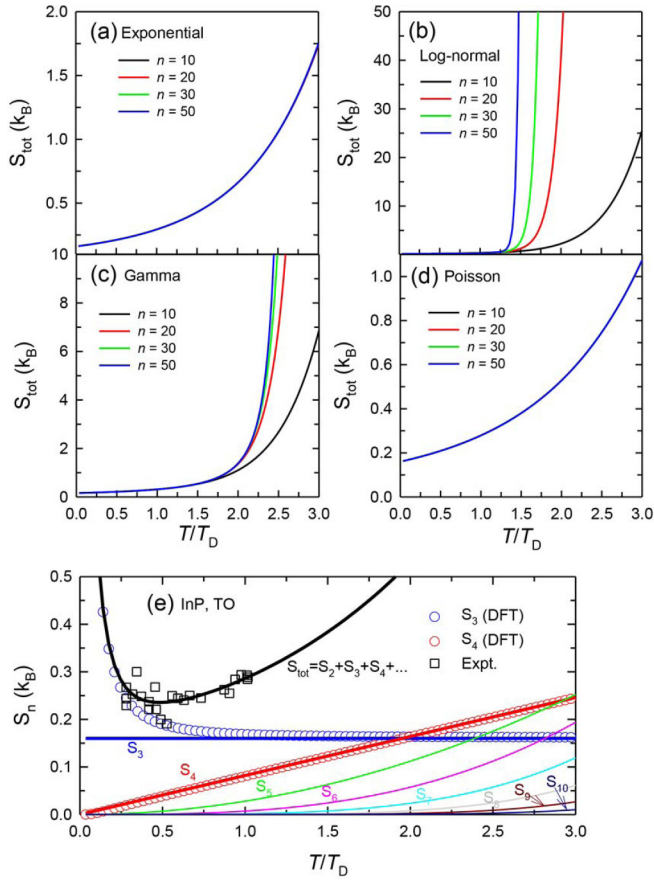 (a) Exponential
n = 10
n = 20
n = 30
n = 50
S_tot (k_B)
2.0
1.5
1.0
0.5
10
(b)
Log-normal
n = 10
n = 20
n = 30
n = 50
S_tot (k_B)
50
40
30
20
10
(c) Gamma
n = 10
n = 20
n = 30
n = 50
S_tot (k_B)
8
6
4
2
0
0.0 0.5 1.0 1.5 2.0 2.5 3.0
T/T_D
(d) Poisson
n = 10
n = 20
n = 30
n = 50
S_tot (k_B)
1.0
0.8
0.6
0.4
0.2
0.0
0.0 0.5 1.0 1.5 2.0 2.5 3.0
T/T_D
(e) InP, TO
S_3 (DFT)
S_4 (DFT)
Expt.
S_tot=S_2+S_3+S_4+...
S_n (k_B)
0.5
0.4
0.3
0.2
0.1
0.0
S_3
S_4
S_5
S_6
S_7
S_8
S_9
S_10
0.0 0.5 1.0 1.5 2.0 2.5 3.0
T/T_D